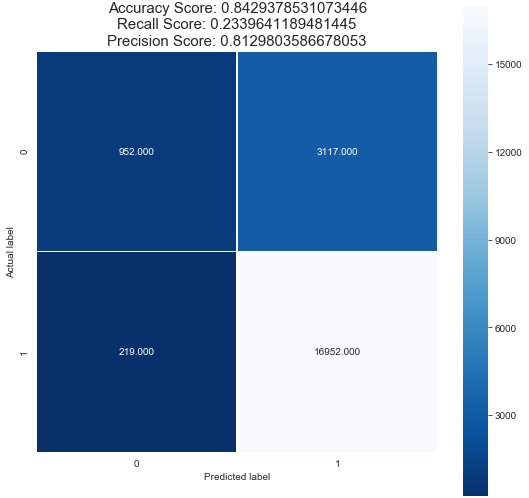 Accuracy Score: 0.8429378531073446
Recall Score: 0.2339641189481445
Precision Score: 0.8129803586678053
15000
12000
0
952.000
3117.000
9000
Actual label
6000
1
219.000
16952.000
3000
0
1
Predicted label